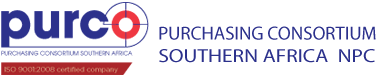 purco
PURCHASING CONSORTIUM SOUTHERN AFRICA
ISO 9001:2008 certified company
PURCHASING CONSORTIUM
SOUTHERN AFRICA NPC